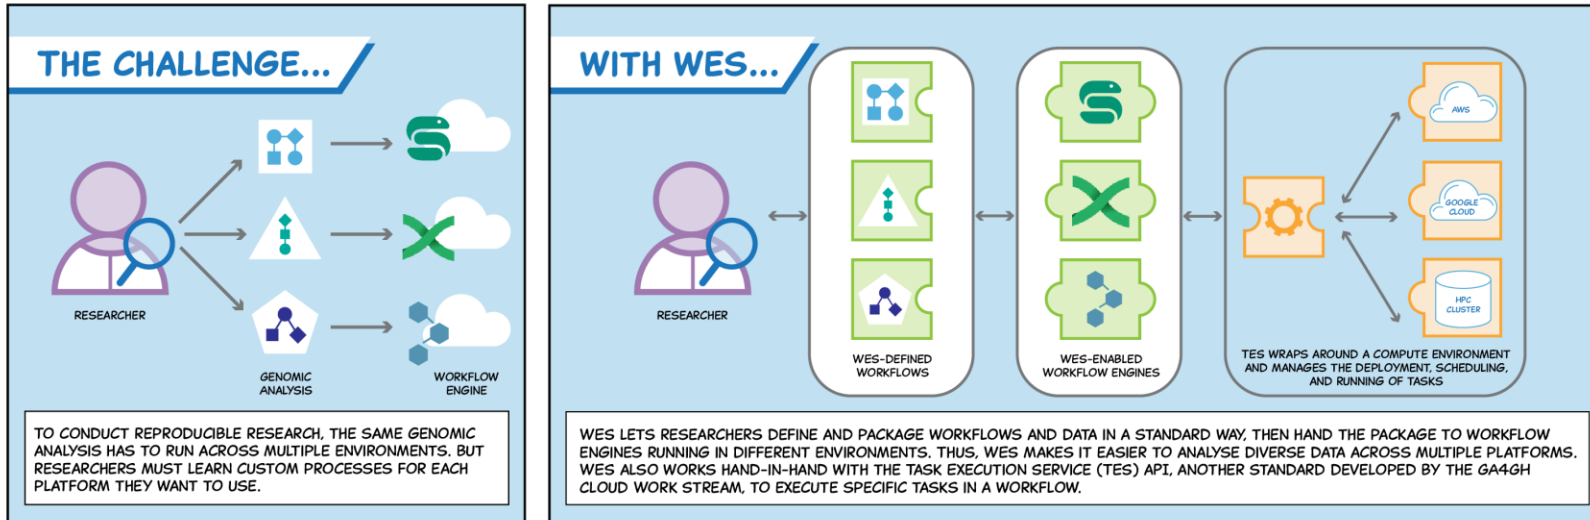 THE CHALLENGE...
RESEARCHER
GENOMIC
ANALYSIS
WORKFLOW
ENGINE
TO CONDUCT REPRODUCIBLE RESEARCH, THE SAME GENOMIC
ANALYSIS HAS TO RUN ACROSS MULTIPLE ENVIRONMENTS. BUT
RESEARCHERS MUST LEARN CUSTOM PROCESSES FOR EACH
PLATFORM THEY WANT TO USE.
WITH WES...
RESEARCHER
WES-DEFINED
WORKFLOWS
WES-ENABLED
WORKFLOW ENGINES
AWS
GOOGLE
CLOUD
HPC
CLUSTER
TES WRAPS AROUND A COMPUTE ENVIRONMENT
AND MANAGES THE DEPLOYMENT, SCHEDULING,
AND RUNNING OF TASKS
WES LETS RESEARCHERS DEFINE AND PACKAGE WORKFLOWS AND DATA IN A STANDARD WAY, THEN HAND THE PACKAGE TO WORKFLOW
ENGINES RUNNING IN DIFFERENT ENVIRONMENTS. THUS, WES MAKES IT EASIER TO ANALYSE DIVERSE DATA ACROSS MULTIPLE PLATFORMS.
WES ALSO WORKS HAND-IN-HAND WITH THE TASK EXECUTION SERVICE (TES) API, ANOTHER STANDARD DEVELOPED BY THE GA4GH
CLOUD WORK STREAM, TO EXECUTE SPECIFIC TASKS IN A WORKFLOW.